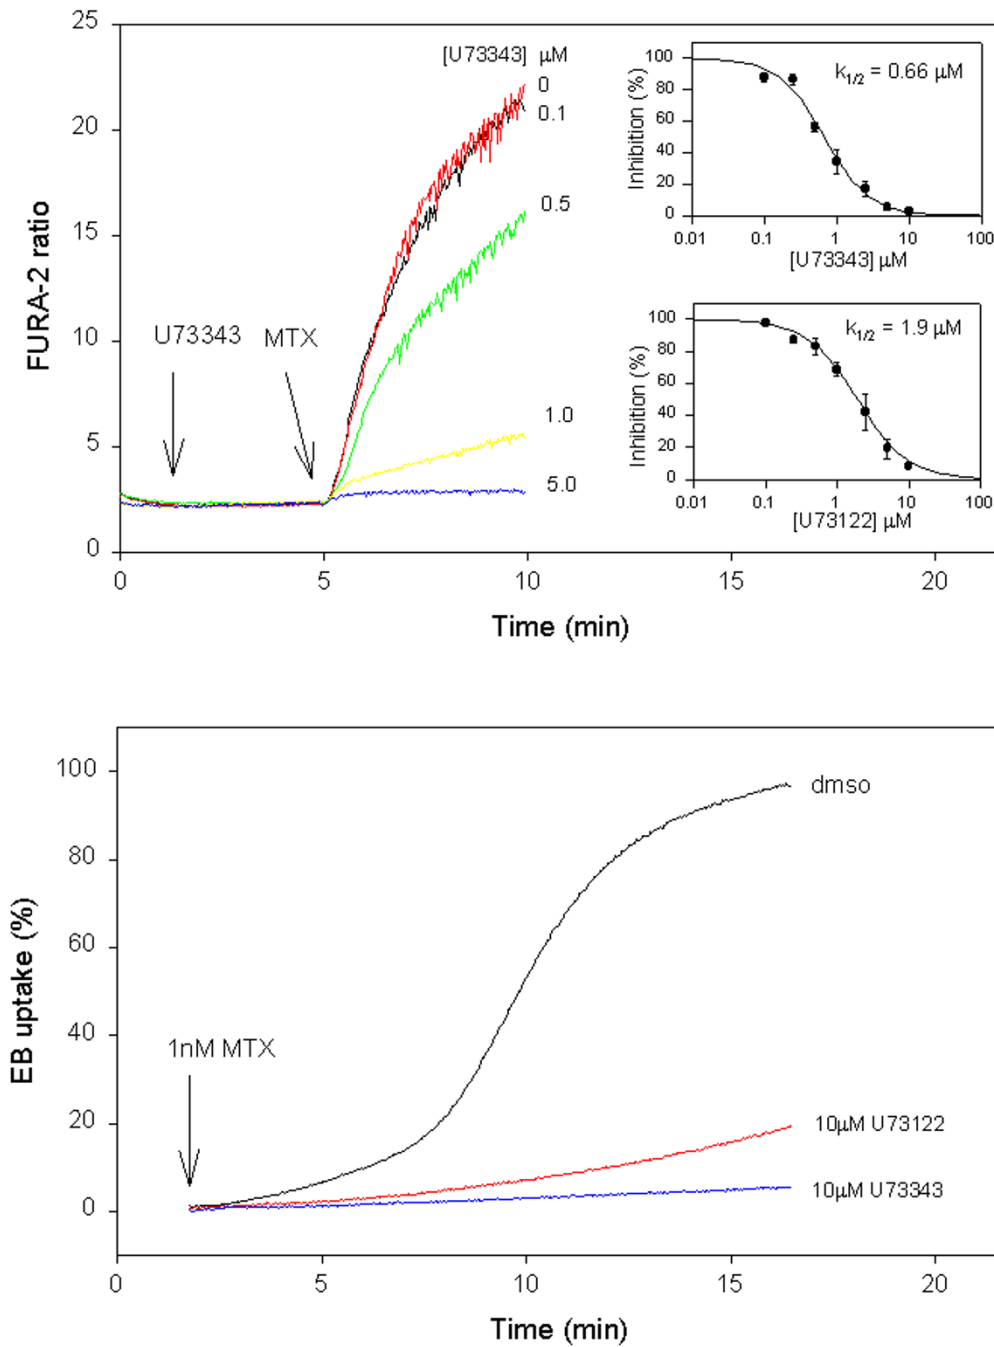 25
20
15
10
5
0
FURA-2 ratio
0
5
10
15
20
Time (min)
U73343
MTX
[U73343] µM
0
0.1
0.5
1.0
5.0
100
80
60
40
20
0
Inhibition (%)
k1/2 = 0.66 µM
0.01
0.1
1
10
100
[U73343] µM
100
80
60
40
20
0
Inhibition (%)
k1/2 = 1.9 µM
0.01
0.1
1
10
100
[U73122] µM
100
80
60
40
20
0
EB uptake (%)
1nM MTX
dmso
10µM U73122
10µM U73343
0
5
10
15
20
Time (min)